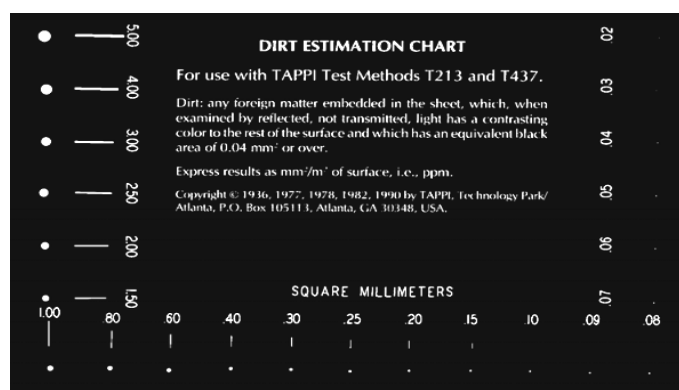 5.00
DIRT ESTIMATION CHART
.02
For use with TAPPI Test Methods T213 and T437.
4.00
.03
Dirt: any foreign matter embedded in the sheet, which, when
examined by reflected, not transmitted, light has a contrasting
color to the rest of the surface and which has an equivalent black
area of 0.04 mm² or over.
3.00
.04
Express results as mm²/m² of surface, i.e., ppm.
2.50
.05
Copyright © 1936, 1977, 1978, 1982, 1990 by TAPPI, Technology Park/
Atlanta, P.O. Box 105113, Atlanta, GA 30348, USA.
2.00
.06
1.50
SQUARE MILLIMETERS
.07
1.00 .80 .60 .40 .30 .25 .20 .15 .10 .09 .08